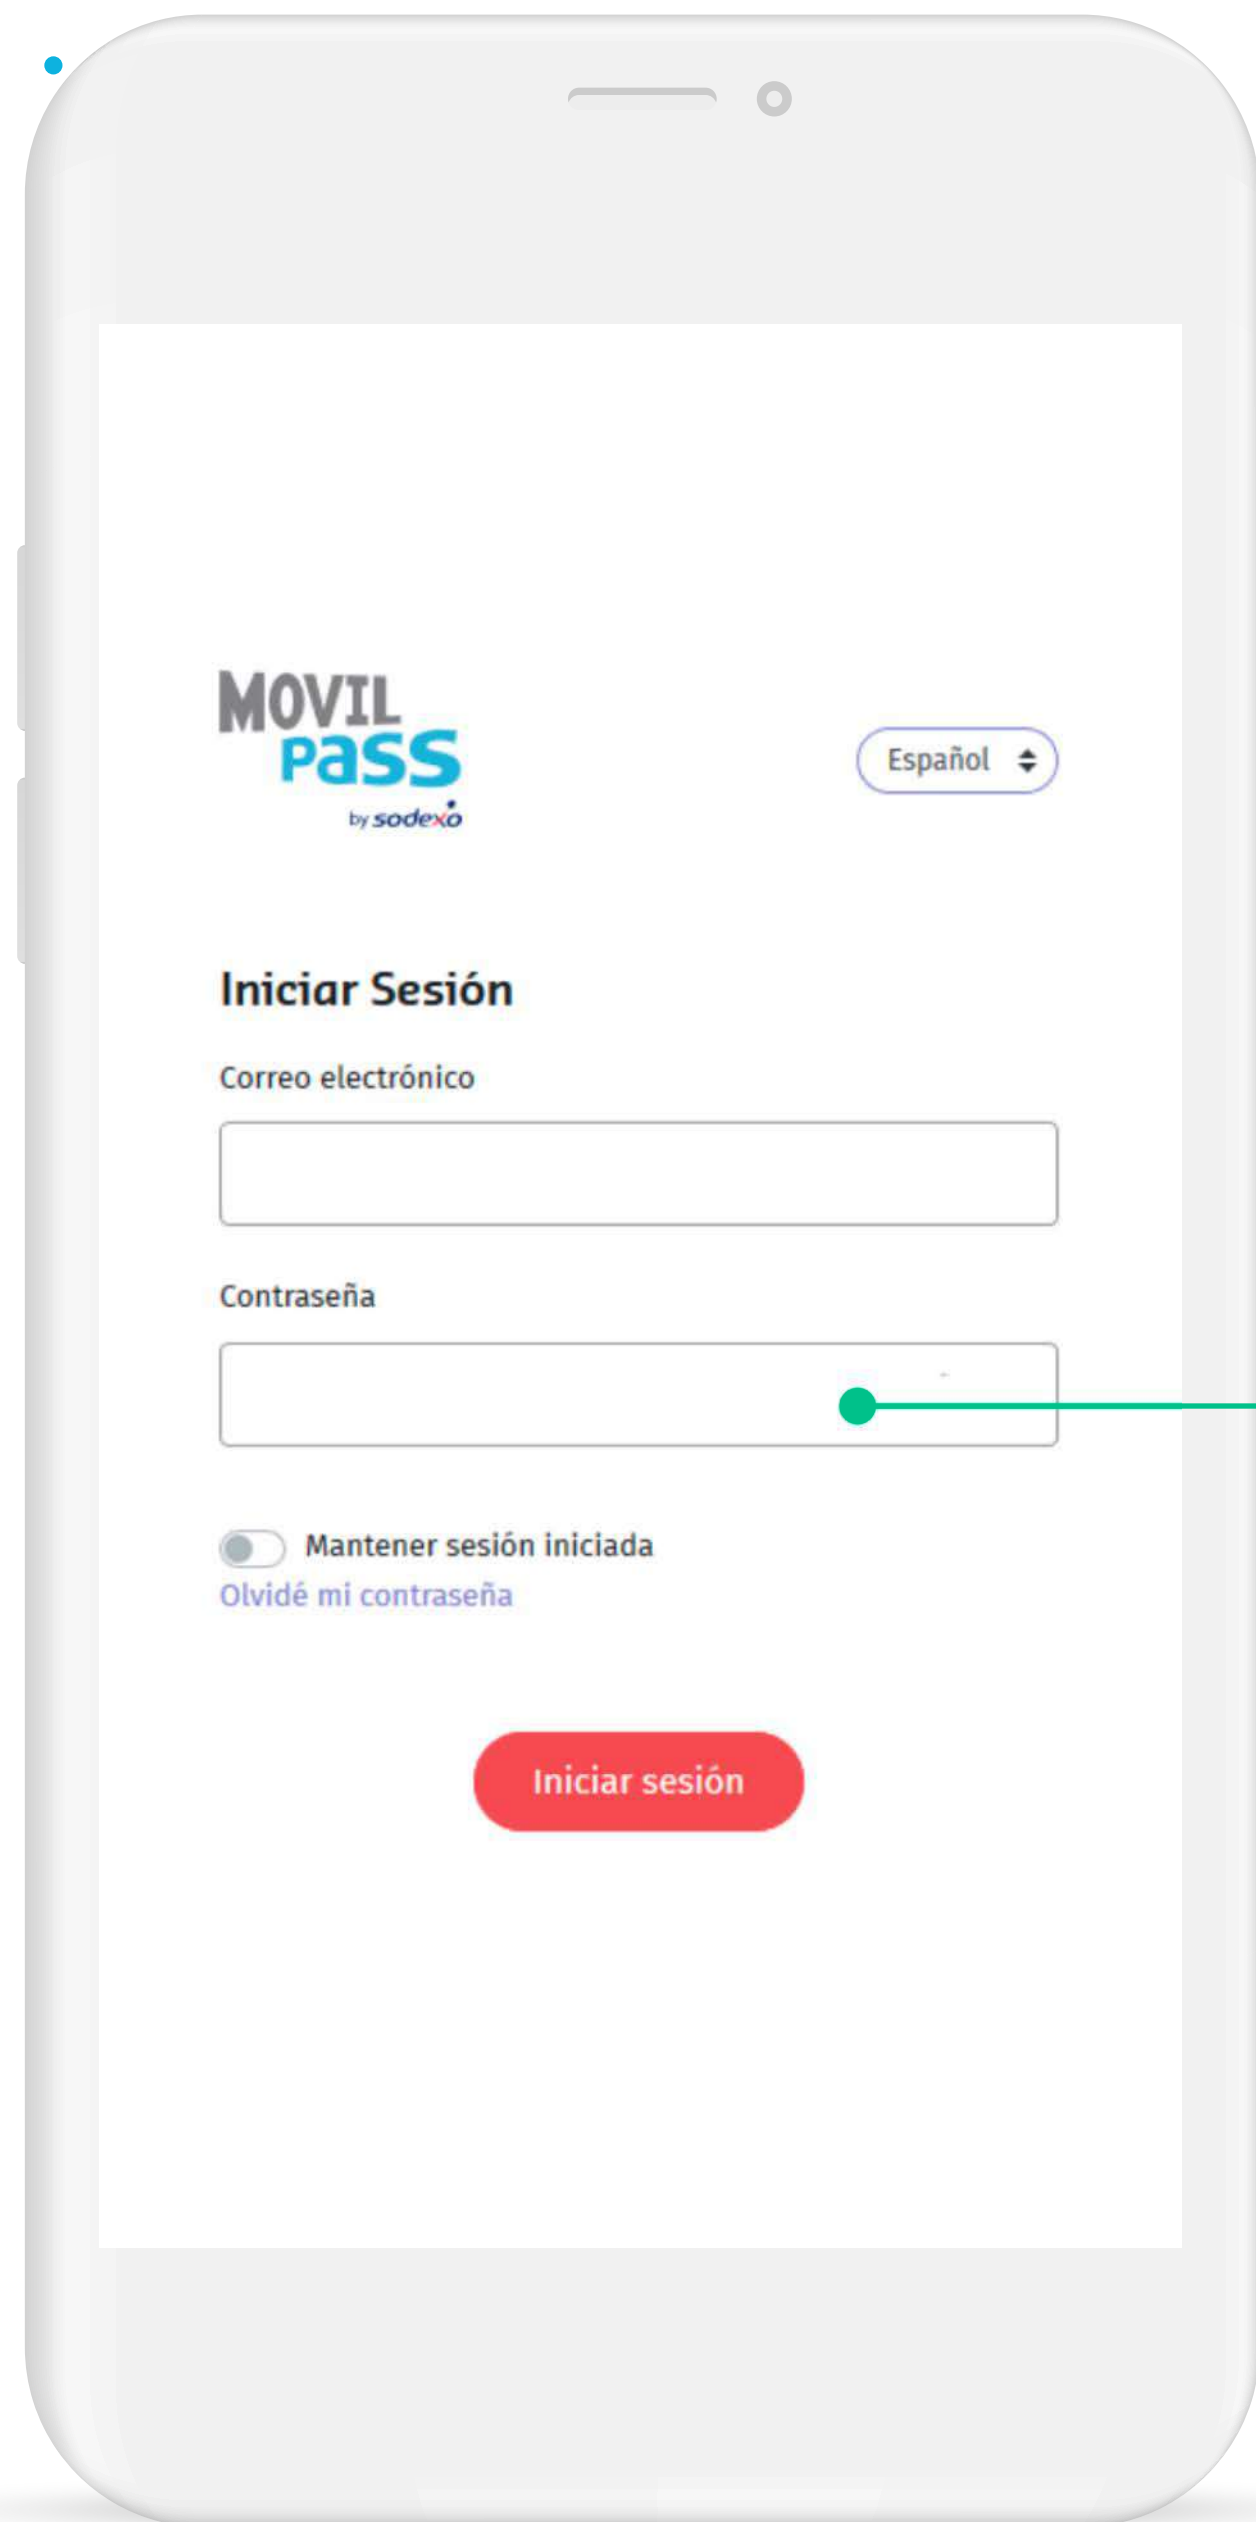 MOVIL
Pass
by sodexo
Español
Iniciar Sesión
Correo electrónico
Contraseña
Mantener sesión iniciada
Olvidé mi contraseña
Iniciar sesión